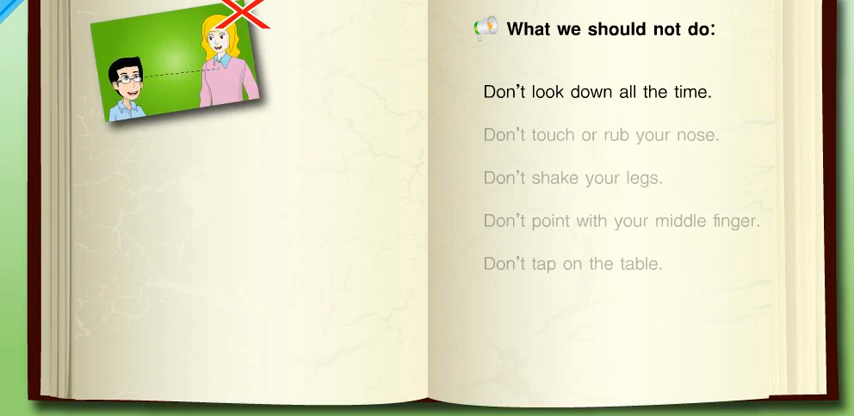 What we should not do:
Don't look down all the time.
Don't touch or rub your nose.
Don't shake your legs.
Don't point with your middle finger.
Don't tap on the table.